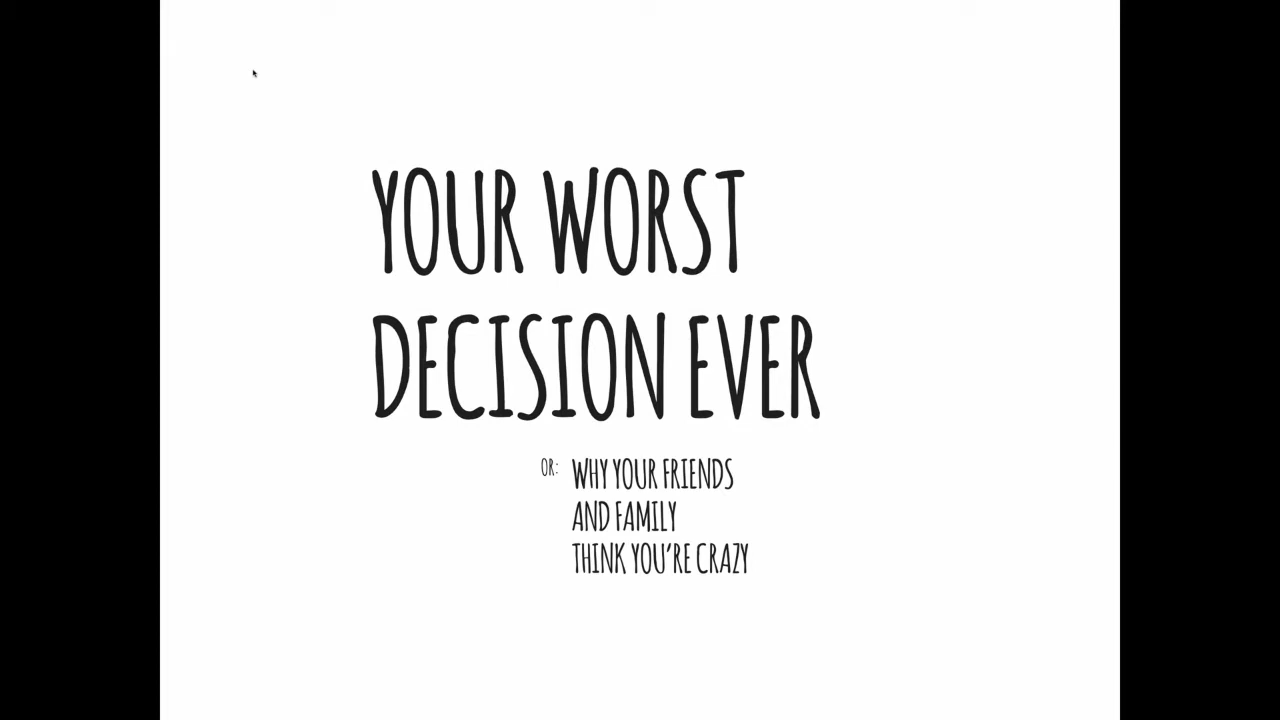 YOUR WORST
DECISION EVER
OR: WHY YOUR FRIENDS
AND FAMILY
THINK YOU'RE CRAZY